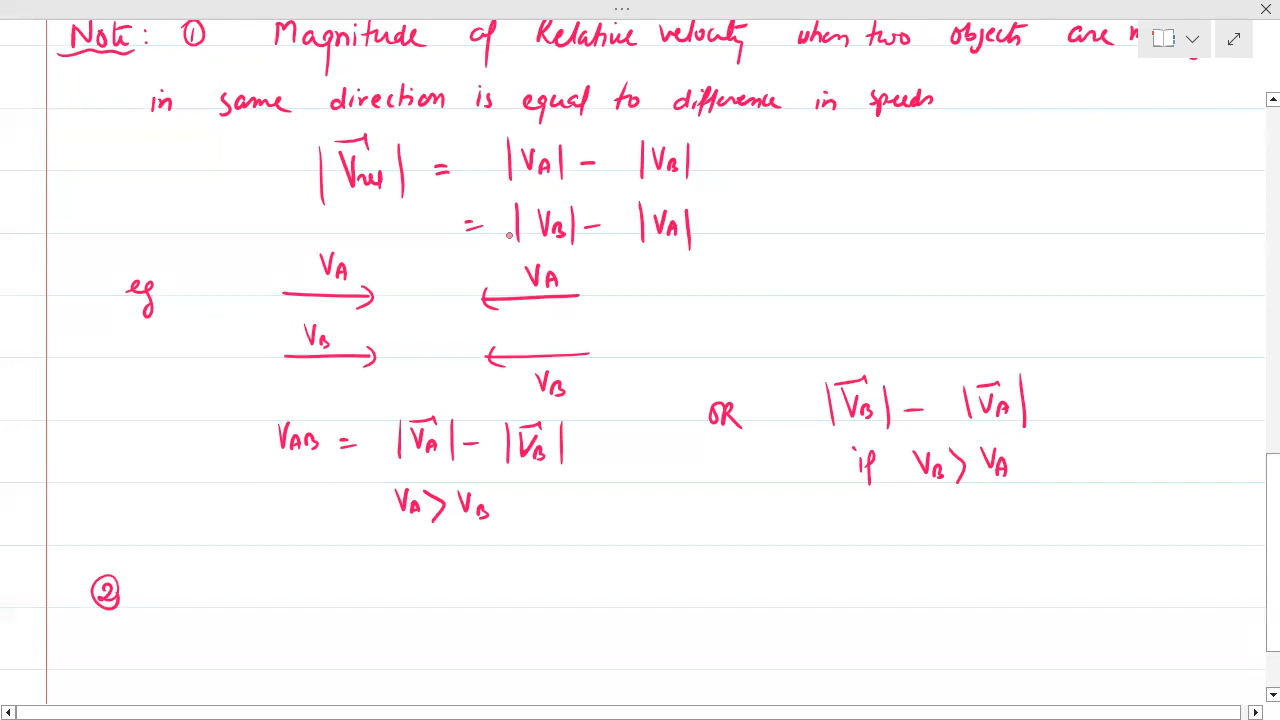 Note: ① Magnitude of Relative velocity when two objects are
in same direction is equal to difference in speeds
|V⃗rel| = |VA| - |VB|
= |VB| - |VA|
eg VA VA
VB VB
VAB = |V⃗A| - |V⃗B| OR |V⃗B| - |V⃗A|
VA > VB if VB > VA
②